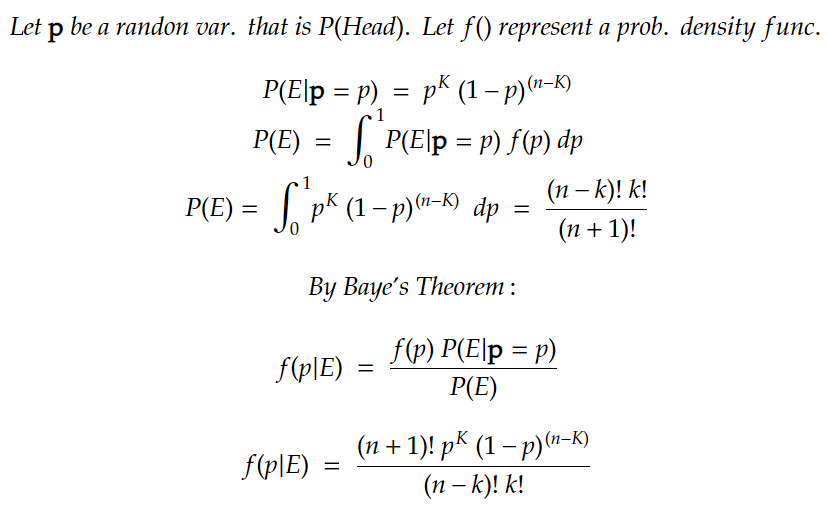 Let p be a randon var. that is P(Head). Let f() represent a prob. density func.
P(E|p = p) = p^K (1 − p)^(n−K)
P(E) = ∫_0^1 P(E|p = p) f(p) dp
P(E) = ∫_0^1 p^K (1 − p)^(n−K) dp = (n − k)! k! / (n + 1)!
By Baye's Theorem :
f(p|E) = f(p) P(E|p = p) / P(E)
f(p|E) = (n + 1)! p^K (1 − p)^(n−K) / (n − k)! k!